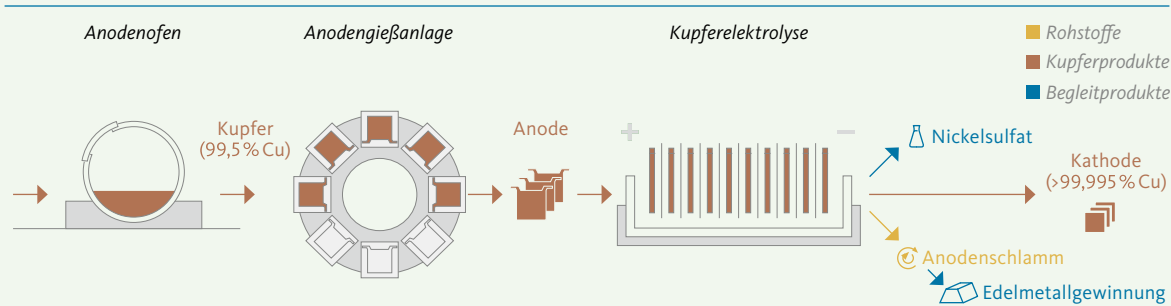 Anodenofen
Anodengießanlage
Kupferelektrolyse
Rohstoffe
Kupferprodukte
Begleitprodukte
Kupfer
(99,5 % Cu)
Anode
+
−
Nickelsulfat
Kathode
(>99,995 % Cu)
Anodenschlamm
Edelmetallgewinnung